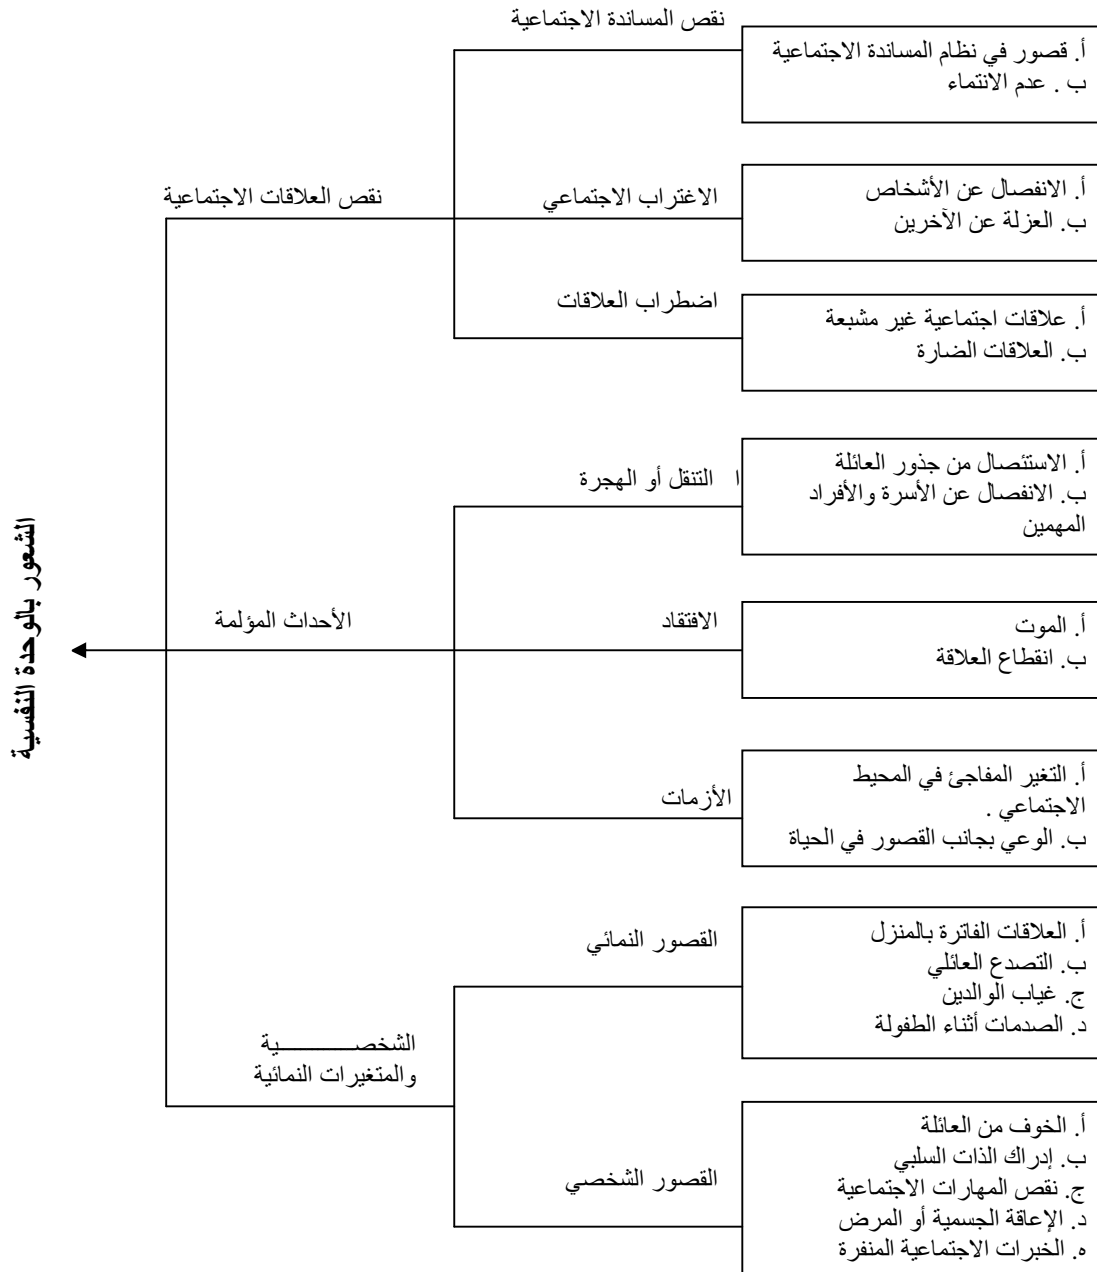 نقص المساندة الاجتماعية
أ. قصور في نظام المساندة الاجتماعية
ب . عدم الانتماء
نقص العلاقات الاجتماعية
الاغتراب الاجتماعي
أ. الانفصال عن الأشخاص
ب. العزلة عن الآخرين
اضطراب العلاقات
أ. علاقات اجتماعية غير مشبعة
ب. العلاقات الضارة
ا التنقل أو الهجرة
أ. الاستئصال من جذور العائلة
ب. الانفصال عن الأسرة والأفراد
المهمين
الشعور بالوحدة النفسية
الأحداث المؤلمة
الافتقاد
أ. الموت
ب. انقطاع العلاقة
الأزمات
أ. التغير المفاجئ في المحيط
الاجتماعي .
ب. الوعي بجانب القصور في الحياة
القصور النمائي
أ. العلاقات الفاترة بالمنزل
ب. التصدع العائلي
ج. غياب الوالدين
د. الصدمات أثناء الطفولة
الشخصــــــــــية
والمتغيرات النمائية
القصور الشخصي
أ. الخوف من العائلة
ب. إدراك الذات السلبي
ج. نقص المهارات الاجتماعية
د. الإعاقة الجسمية أو المرض
ه. الخبرات الاجتماعية المنفرة